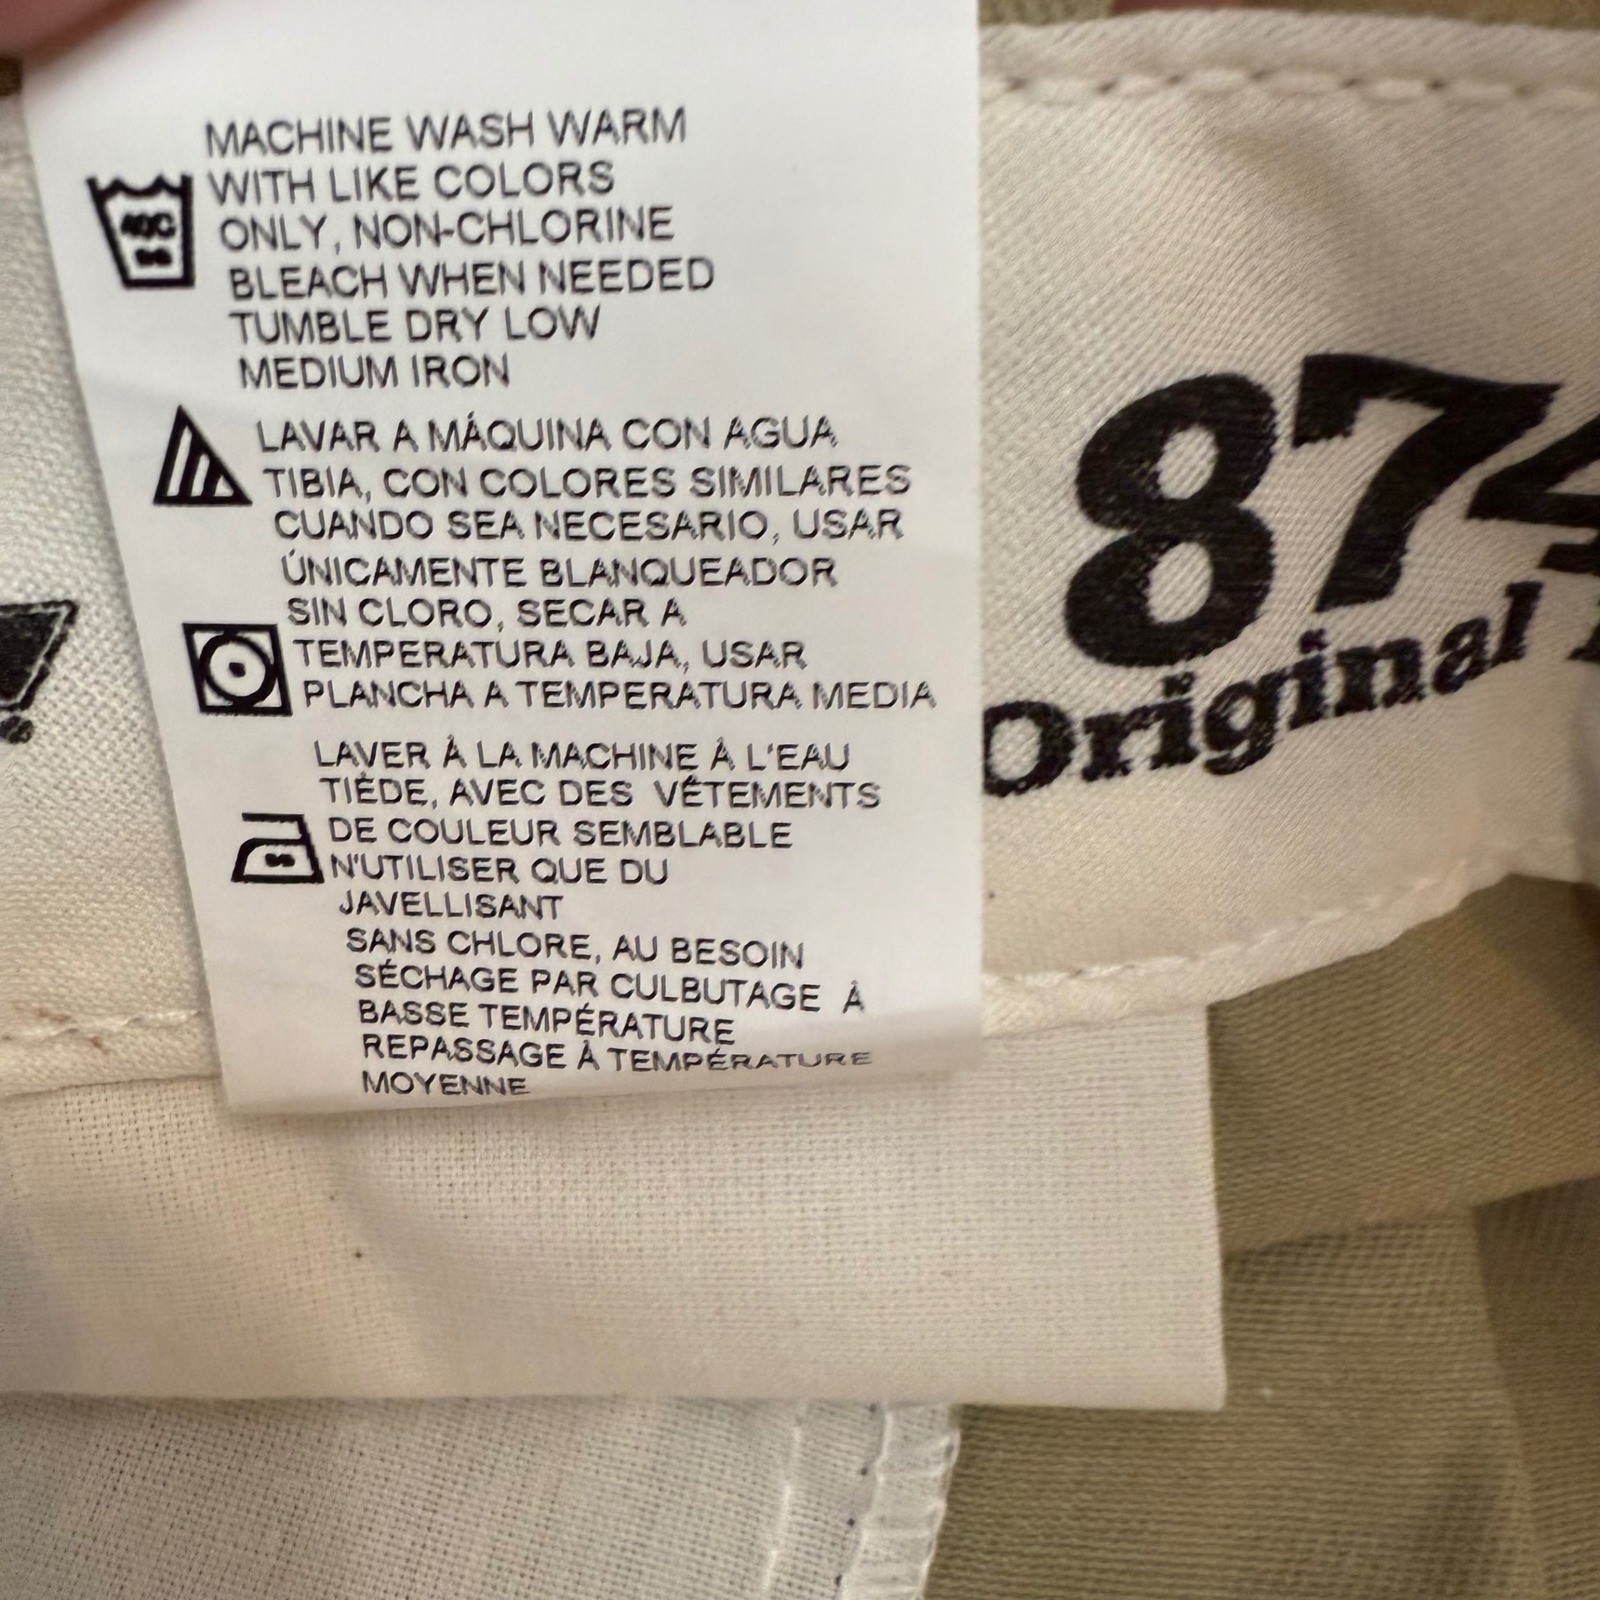 MACHINE WASH WARM
WITH LIKE COLORS
ONLY, NON-CHLORINE
BLEACH WHEN NEEDED
TUMBLE DRY LOW
MEDIUM IRON
40C
LAVAR A MÁQUINA CON AGUA
TIBIA, CON COLORES SIMILARES
CUANDO SEA NECESARIO, USAR
ÚNICAMENTE BLANQUEADOR
SIN CLORO, SECAR A
TEMPERATURA BAJA, USAR
PLANCHA A TEMPERATURA MEDIA
LAVER À LA MACHINE À L'EAU
TIÈDE, AVEC DES VÊTEMENTS
DE COULEUR SEMBLABLE
N'UTILISER QUE DU
JAVELLISANT
SANS CHLORE, AU BESOIN
SÉCHAGE PAR CULBUTAGE À
BASSE TEMPÉRATURE
REPASSAGE À TEMPÉRATURE
MOYENNE
874
Original
®